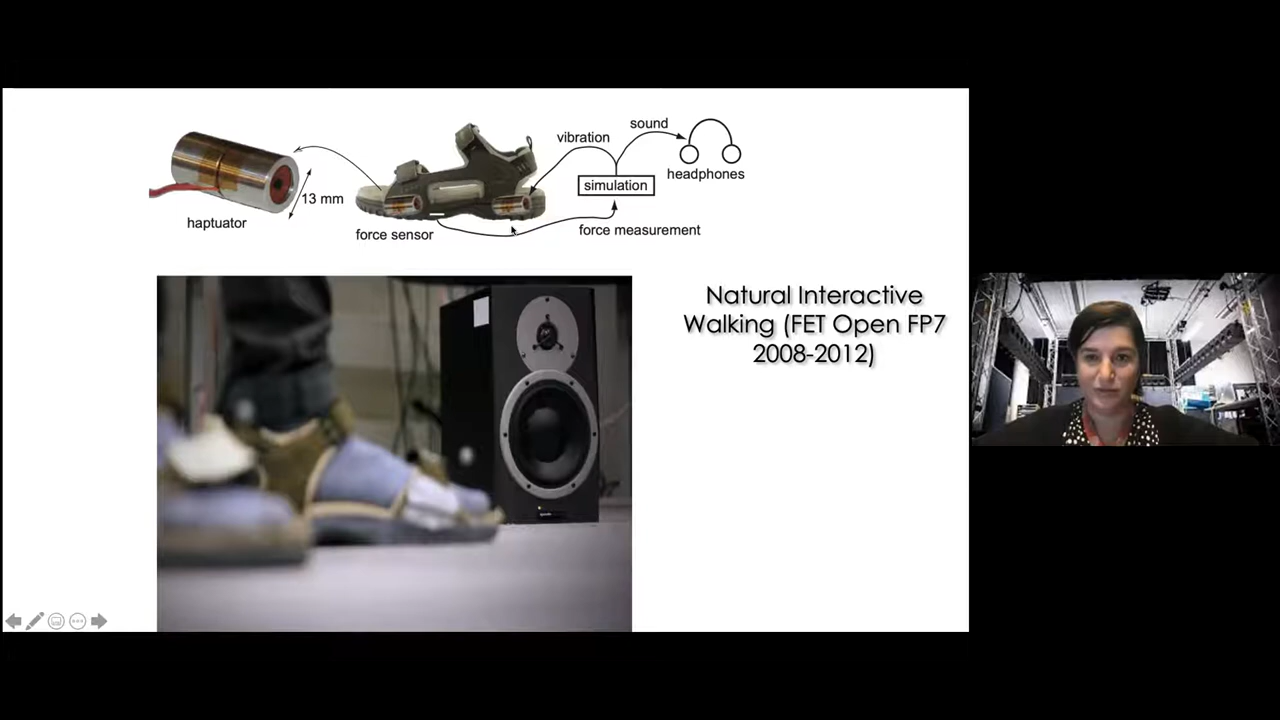 sound
vibration
headphones
simulation
13 mm
haptuator
force sensor
force measurement
Natural Interactive
Walking (FET Open FP7
2008-2012)